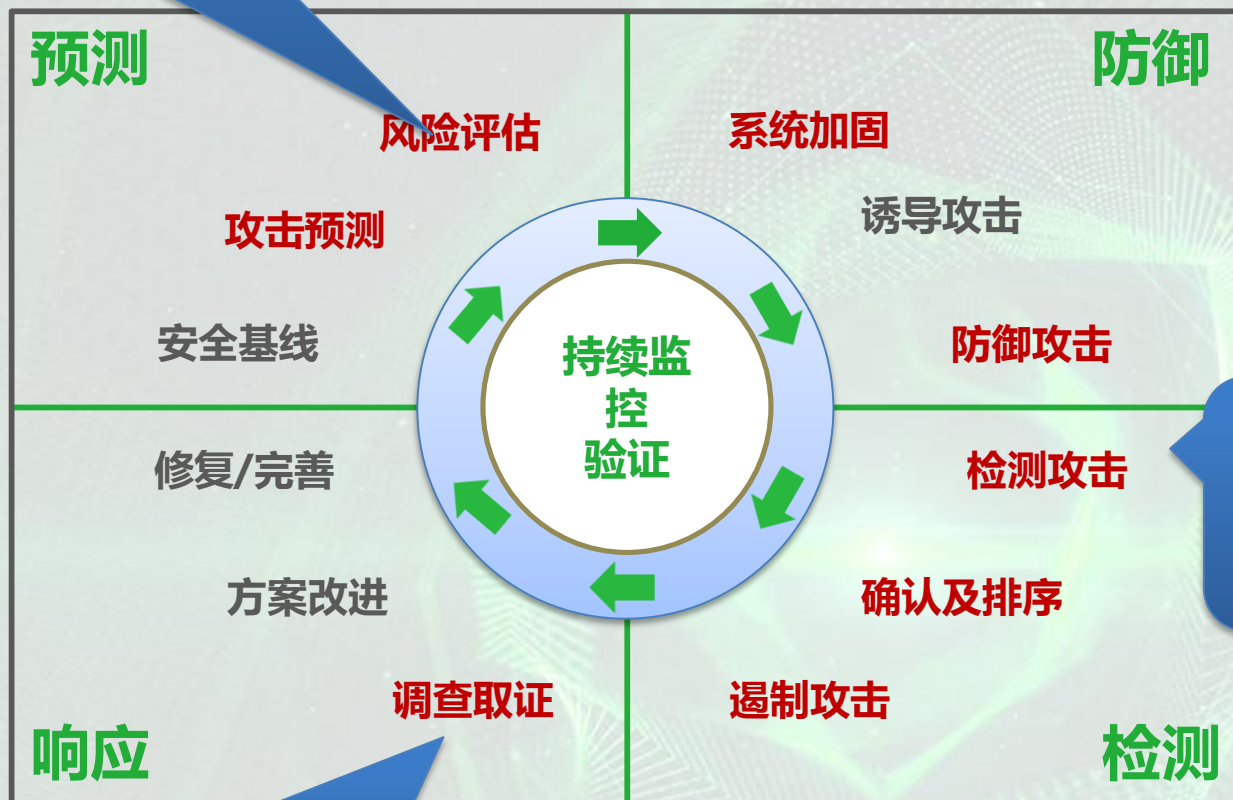 预测
防御
风险评估
系统加固
攻击预测
诱导攻击
安全基线
防御攻击
持续监
控
验证
修复/完善
检测攻击
方案改进
确认及排序
调查取证
遏制攻击
响应
检测